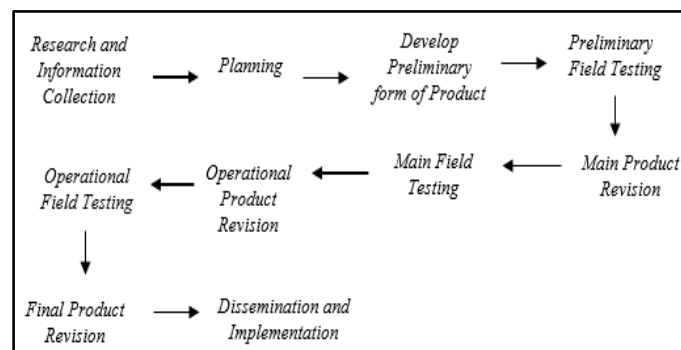 Research and
Information
Collection
Planning
Develop
Preliminary
form of Product
Preliminary
Field Testing
Main Product
Revision
Main Field
Testing
Operational
Product
Revision
Operational
Field Testing
Final Product
Revision
Dissemination and
Implementation